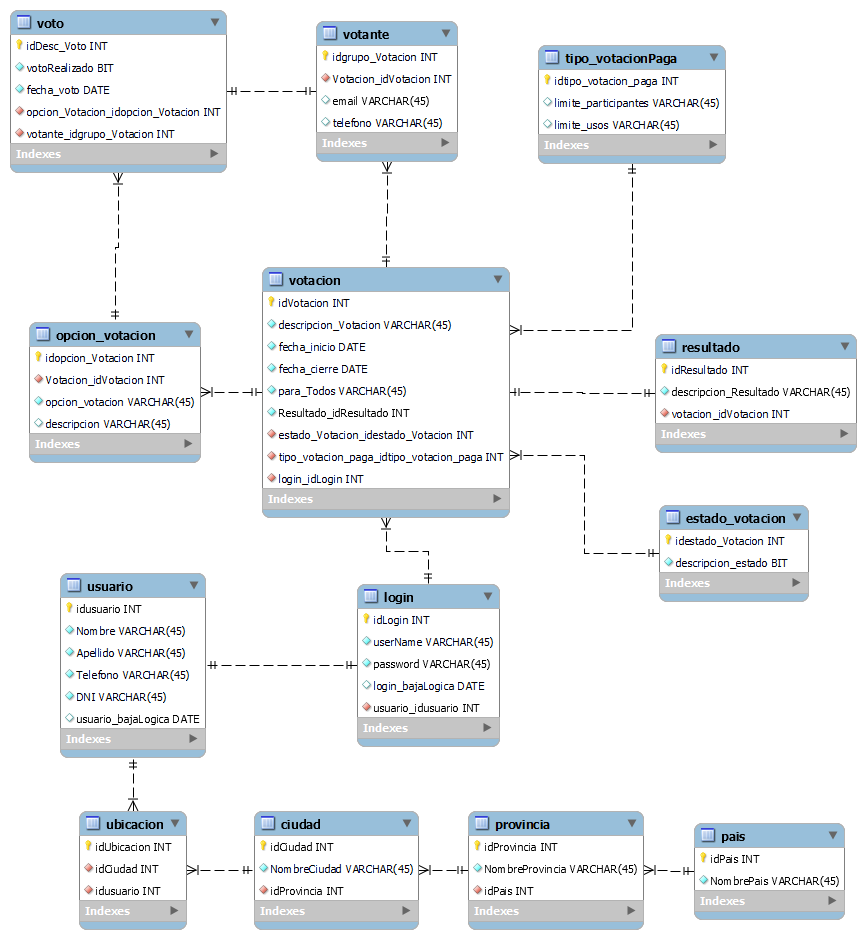 voto
idDesc_Voto INT
votoRealizado BIT
fecha_voto DATE
opcion_Votacion_idopcion_Votacion INT
votante_idgrupo_Votacion INT
Indexes
votante
idgrupo_Votacion INT
Votacion_idVotacion INT
email VARCHAR(45)
telefono VARCHAR(45)
Indexes
tipo_votacionPaga
idtipo_votacion_paga INT
limite_participantes VARCHAR(45)
limite_usos VARCHAR(45)
Indexes
votacion
idVotacion INT
descripcion_Votacion VARCHAR(45)
fecha_inicio DATE
fecha_cierre DATE
para_Todos VARCHAR(45)
Resultado_idResultado INT
estado_Votacion_idestado_Votacion INT
tipo_votacion_paga_idtipo_votacion_paga INT
login_idLogin INT
Indexes
opcion_votacion
idopcion_Votacion INT
Votacion_idVotacion INT
opcion_votacion VARCHAR(45)
descripcion VARCHAR(45)
Indexes
resultado
idResultado INT
descripcion_Resultado VARCHAR(45)
votacion_idVotacion INT
Indexes
estado_votacion
idestado_Votacion INT
descripcion_estado BIT
Indexes
usuario
idusuario INT
Nombre VARCHAR(45)
Apellido VARCHAR(45)
Telefono VARCHAR(45)
DNI VARCHAR(45)
usuario_bajaLogica DATE
Indexes
login
idLogin INT
userName VARCHAR(45)
password VARCHAR(45)
login_bajaLogica DATE
usuario_idusuario INT
Indexes
ubicacion
idUbicacion INT
idCiudad INT
idusuario INT
Indexes
ciudad
idCiudad INT
NombreCiudad VARCHAR(45)
idProvincia INT
Indexes
provincia
idProvincia INT
NombreProvincia VARCHAR(45)
idPais INT
Indexes
pais
idPais INT
NombrePais VARCHAR(45)
Indexes